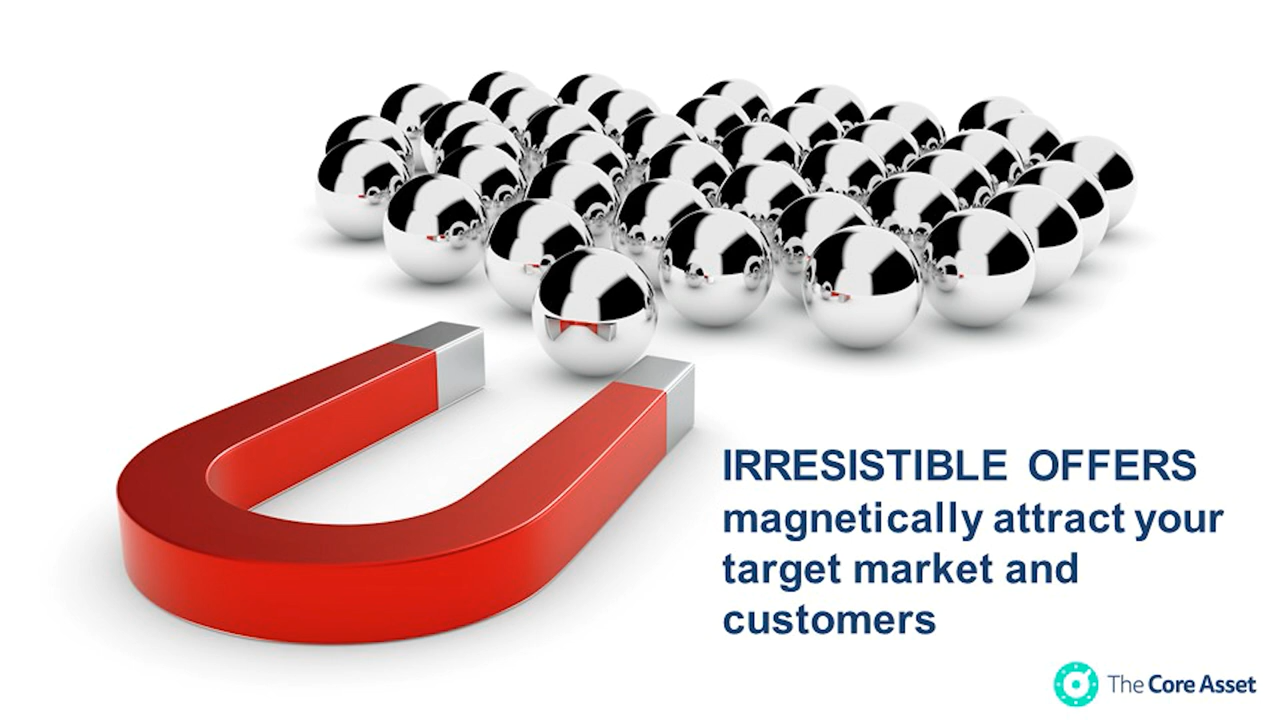 IRRESISTIBLE OFFERS
magnetically attract your
target market and
customers
The Core Asset